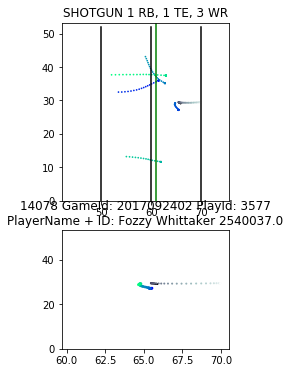 SHOTGUN 1 RB, 1 TE, 3 WR
50
40
30
20
10
0
50 60 70
14078 GameId: 2017092402 PlayId: 3577
PlayerName + ID: Fozzy Whittaker 2540037.0
40
20
0
60.0 62.5 65.0 67.5 70.0